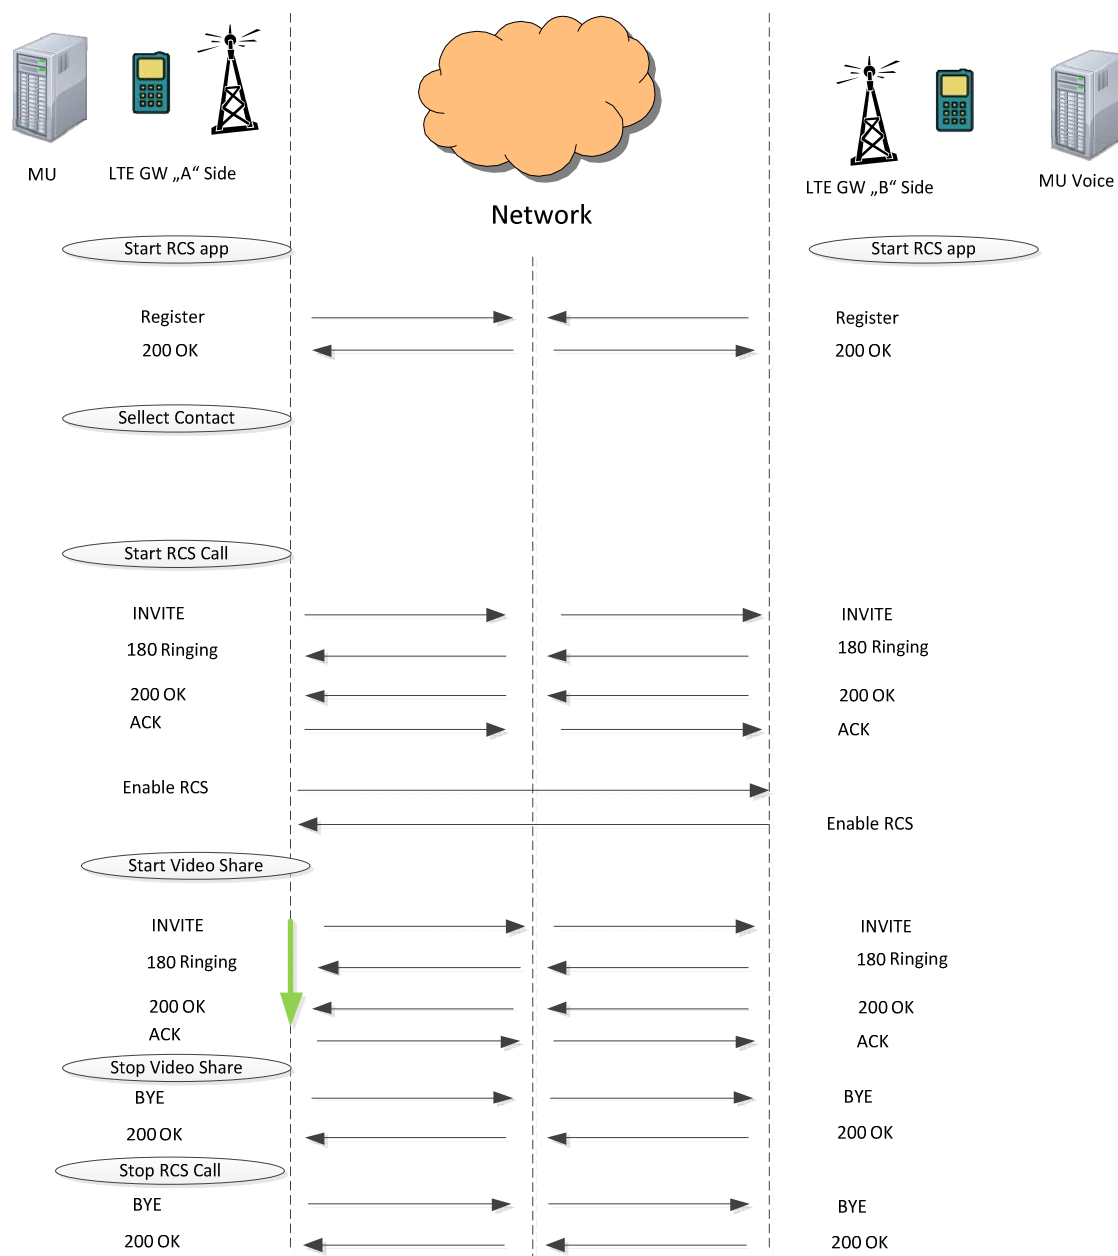 MU
LTE GW „A“ Side
LTE GW „B“ Side
MU Voice
Network
Start RCS app
Start RCS app
Register
Register
200 OK
200 OK
Sellect Contact
Start RCS Call
INVITE
INVITE
180 Ringing
180 Ringing
200 OK
200 OK
ACK
ACK
Enable RCS
Enable RCS
Start Video Share
INVITE
INVITE
180 Ringing
180 Ringing
200 OK
200 OK
ACK
ACK
Stop Video Share
BYE
BYE
200 OK
200 OK
Stop RCS Call
BYE
BYE
200 OK
200 OK